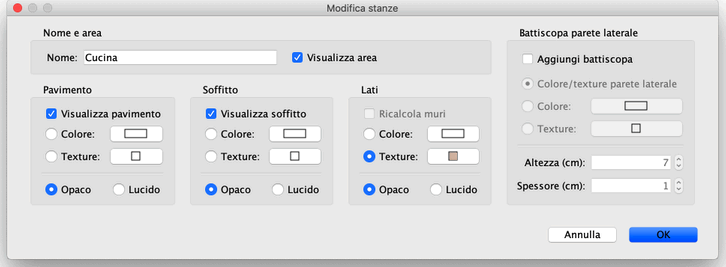 Modifica stanze
Nome e area
Nome: Cucina
Visualizza area
Pavimento
Visualizza pavimento
Colore:
Texture:
Opaco
Lucido
Soffitto
Visualizza soffitto
Colore:
Texture:
Opaco
Lucido
Lati
Ricalcola muri
Colore:
Texture:
Opaco
Lucido
Battiscopa parete laterale
Aggiungi battiscopa
Colore/texture parete laterale
Colore:
Texture:
Altezza (cm): 7
Spessore (cm): 1
Annulla
OK